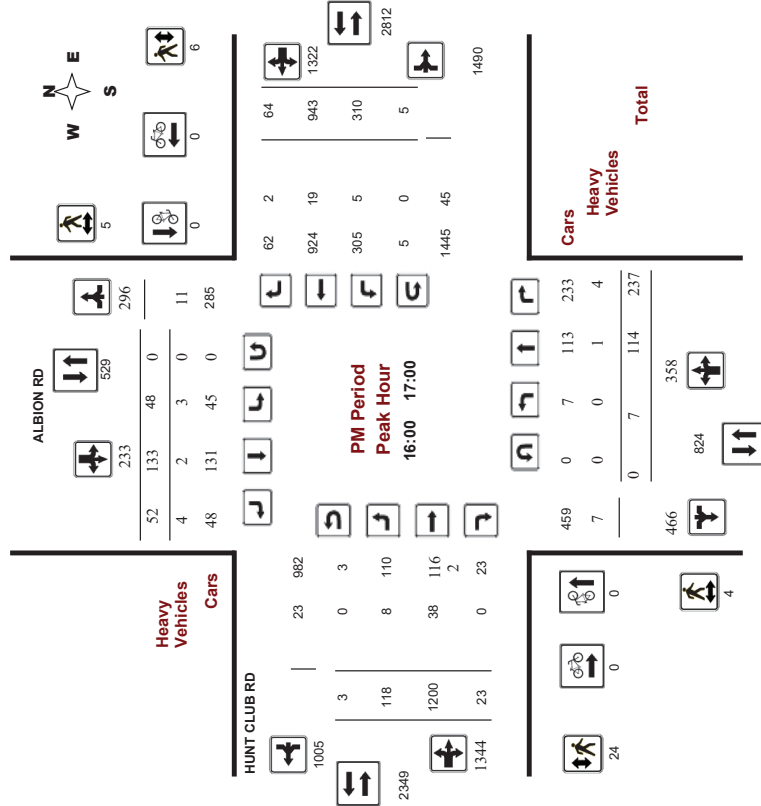 N
W E
S
5
6
0
0
ALBION RD
529
233
296
52 133 48 0
4 2 3 0 11
48 131 45 0 285
Heavy
Vehicles
Cars
62 2 64
924 19 943
305 5 310
5 0 5
1445 45
1322
2812
1490
PM Period
Peak Hour
16:00 17:00
HUNT CLUB RD
23 982
3 0 3
118 8 110
1200 38 116
2
23 0 23
1005
2349
1344
459 0 7 113 233 Cars
7 0 0 1 4 Heavy
Vehicles
0 7 114 237 Total
466
824
358
0
0
24
4